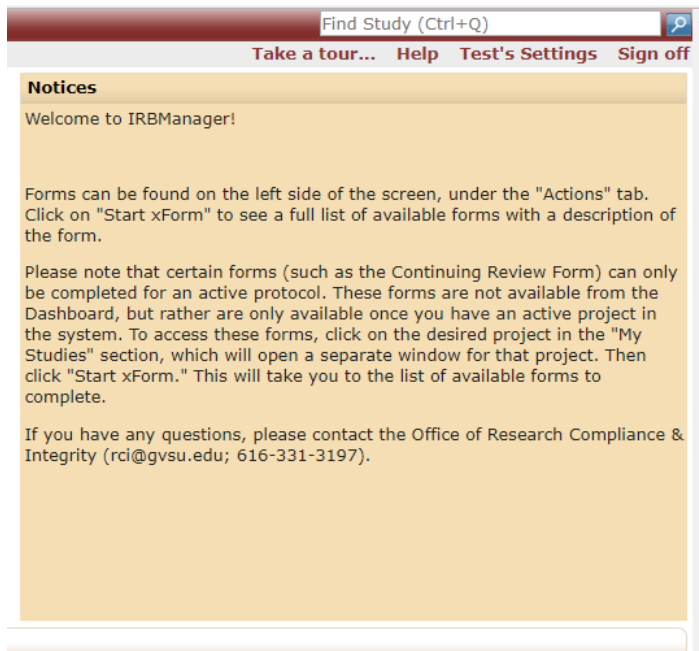 Find Study (Ctrl+Q)
Take a tour... Help Test's Settings Sign off
Notices
Welcome to IRBManager!
Forms can be found on the left side of the screen, under the "Actions" tab.
Click on "Start xForm" to see a full list of available forms with a description of
the form.
Please note that certain forms (such as the Continuing Review Form) can only
be completed for an active protocol. These forms are not available from the
Dashboard, but rather are only available once you have an active project in
the system. To access these forms, click on the desired project in the "My
Studies" section, which will open a separate window for that project. Then
click "Start xForm." This will take you to the list of available forms to
complete.
If you have any questions, please contact the Office of Research Compliance &
Integrity (rci@gvsu.edu; 616-331-3197).